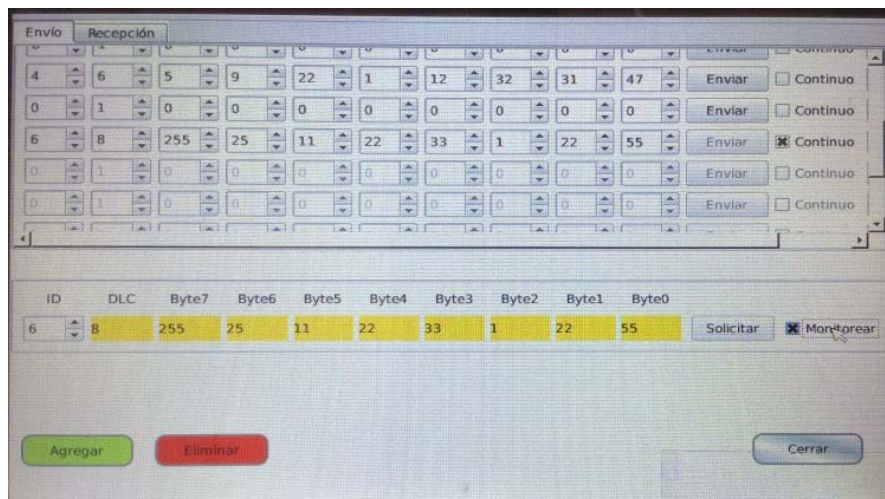 Envío Recepción
4 6 5 9 22 1 12 32 31 47 Enviar Continuo
0 1 0 0 0 0 0 0 0 0 Enviar Continuo
6 8 255 25 11 22 33 1 22 55 Enviar Continuo
0 1 0 0 0 0 0 0 0 0 Enviar Continuo
0 1 0 0 0 0 0 0 0 0 Enviar Continuo
ID DLC Byte7 Byte6 Byte5 Byte4 Byte3 Byte2 Byte1 Byte0
6 8 255 25 11 22 33 1 22 55 Solicitar Monitorear
Agregar Eliminar Cerrar